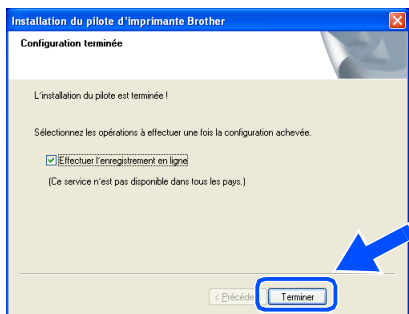 Installation du pilote d'imprimante Brother
Configuration terminée
L'installation du pilote est terminée !
Sélectionnez les opérations à effectuer une fois la configuration achevée.
Effectuer l'enregistrement en ligne
(Ce service n'est pas disponible dans tous les pays.)
< Précéde
Terminer